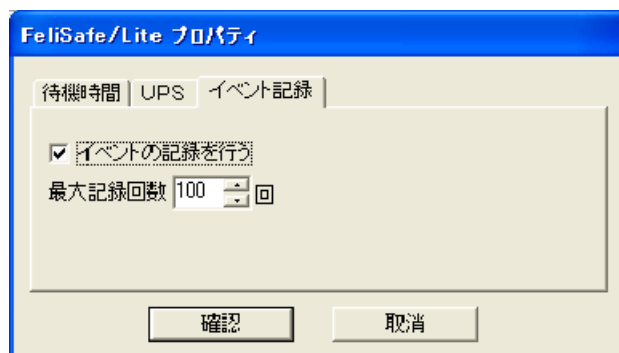 FeliSafe/Lite プロパティ
待機時間 UPS イベント記録
イベントの記録を行う
最大記録回数 100 回
確認 取消